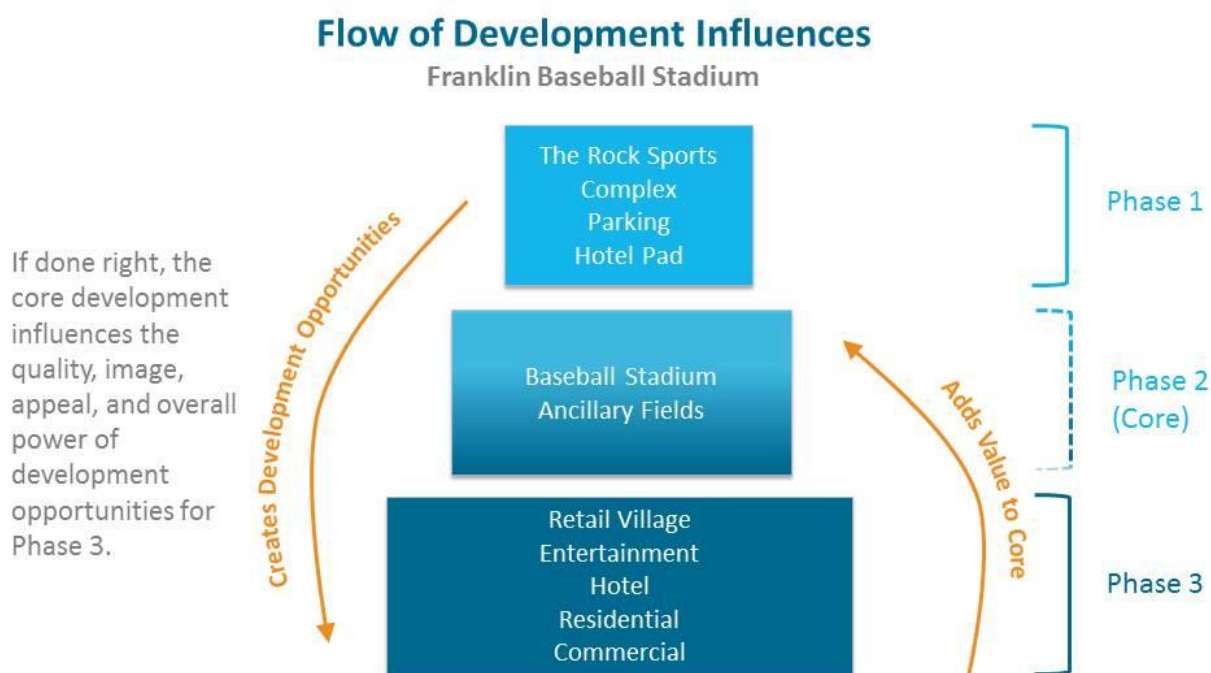 Flow of Development Influences
Franklin Baseball Stadium
The Rock Sports
Complex
Parking
Hotel Pad
Phase 1
Creates Development Opportunities
If done right, the
core development
influences the
quality, image,
appeal, and overall
power of
development
opportunities for
Phase 3.
Baseball Stadium
Ancillary Fields
Adds Value to Core
Phase 2
(Core)
Retail Village
Entertainment
Hotel
Residential
Commercial
Phase 3